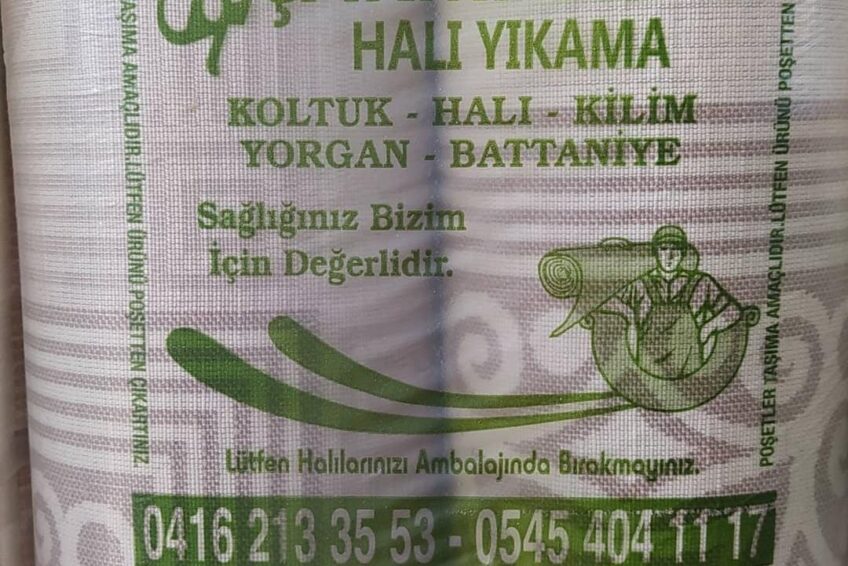 HALI YIKAMA
KOLTUK - HALI - KİLİM
YORGAN - BATTANİYE
Sağlığınız Bizim
İçin Değerlidir.
Lütfen Halılarınızı Ambalajında Bırakmayınız.
0416 213 35 53 - 0545 404 11 17
TAŞIMA AMAÇLIDIR.LÜTFEN ÜRÜNÜ POŞETTEN ÇIKARTINIZ.
POŞETLER TAŞIMA AMAÇLIDIR.LÜTFEN ÜRÜNÜ POŞETTEN